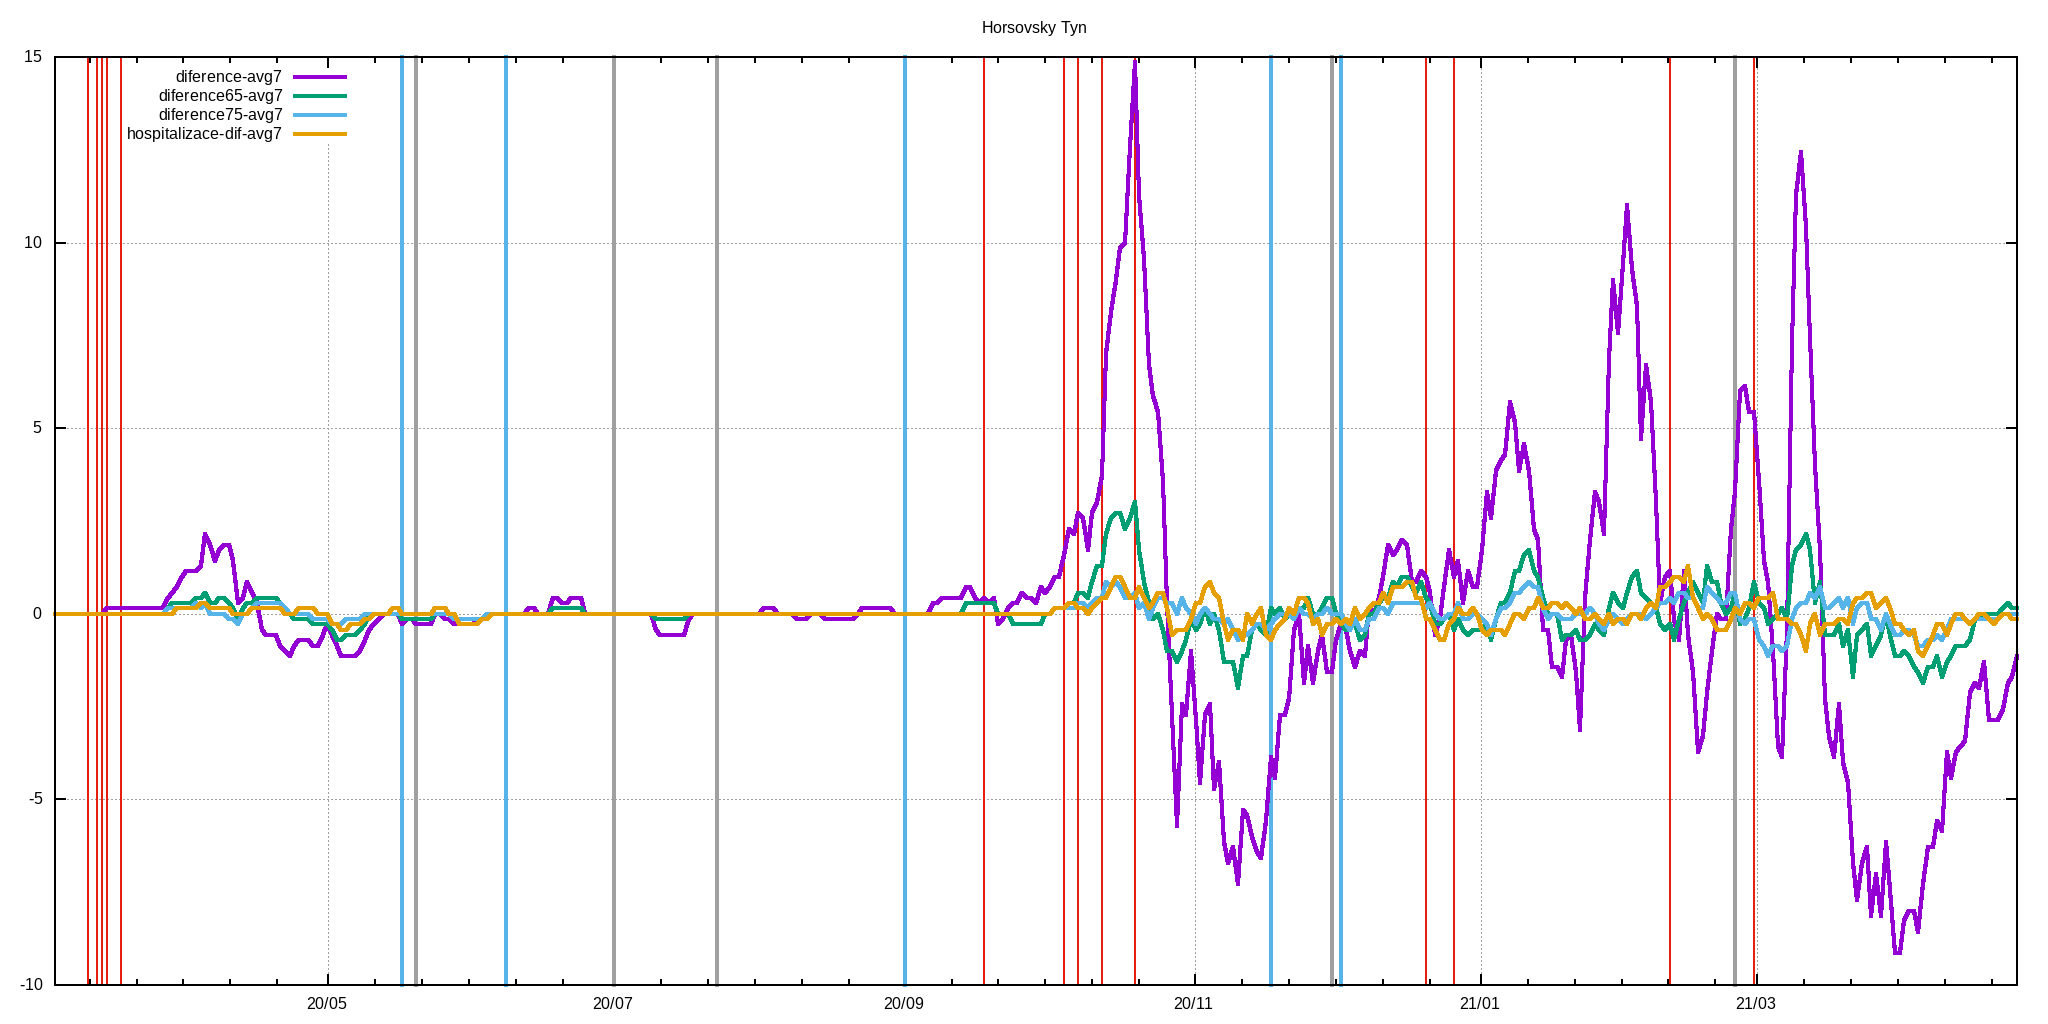 Horsovsky Tyn
15
diference-avg7
diference65-avg7
diference75-avg7
hospitalizace-dif-avg7
10
5
0
-5
-10
20/05 20/07 20/09 20/11 21/01 21/03